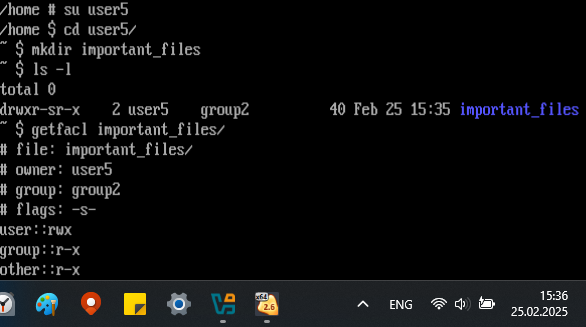 /home # su user5
/home $ cd user5/
~ $ mkdir important_files
~ $ ls -l
total 0
drwxr-sr-x    2 user5    group2          40 Feb 25 15:35 important_files
~ $ getfacl important_files/
# file: important_files/
# owner: user5
# group: group2
# flags: -s-
user::rwx
group::r-x
other::r-x
x64
2.6
ENG
15:36
25.02.2025